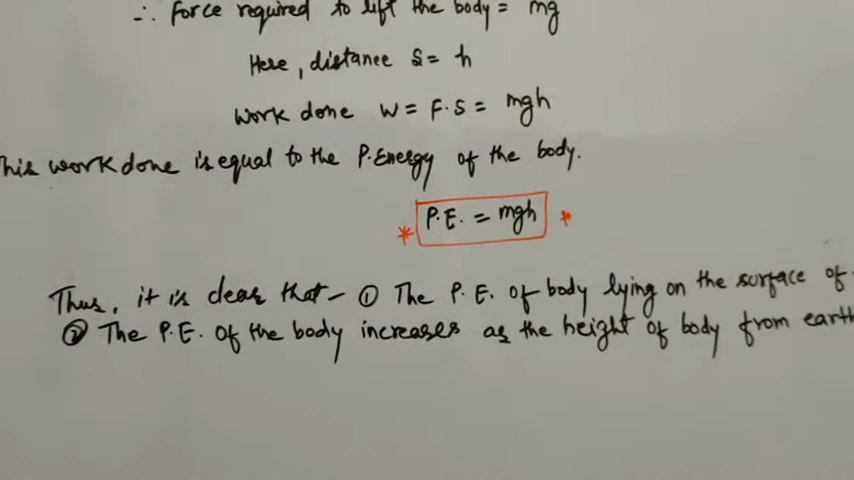 ∴ Force required to lift the body = mg
Here, distance s = h
Work done W = F·S = mgh
This work done is equal to the P.Energy of the body.
* P.E. = mgh *
Thus, it is clear that - ① The P.E. of body lying on the surface of
② The P.E. of the body increases as the height of body from earth